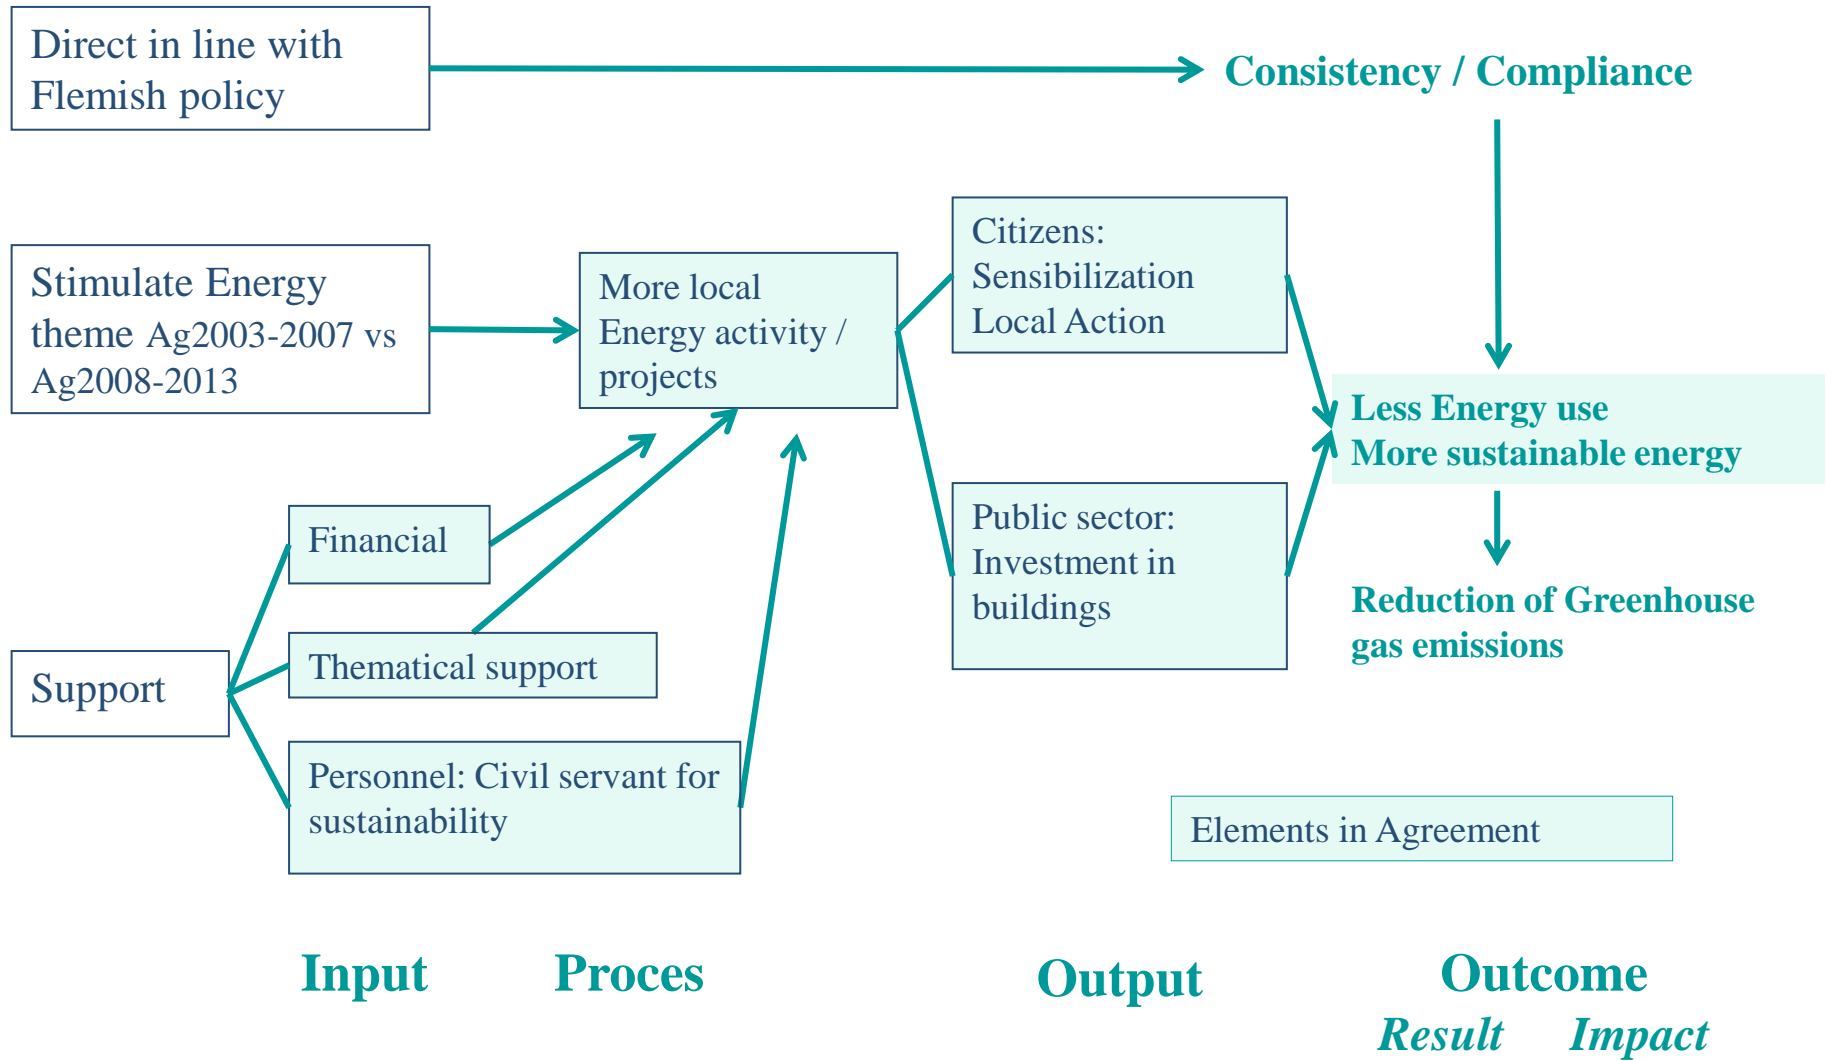 Direct in line with
Flemish policy
Consistency / Compliance
Stimulate Energy
theme Ag2003-2007 vs
Ag2008-2013
More local
Energy activity /
projects
Citizens:
Sensibilization
Local Action
Less Energy use
More sustainable energy
Financial
Public sector:
Investment in
buildings
Reduction of Greenhouse
gas emissions
Support
Thematical support
Personnel: Civil servant for
sustainability
Elements in Agreement
Input
Proces
Output
Outcome
Result
Impact